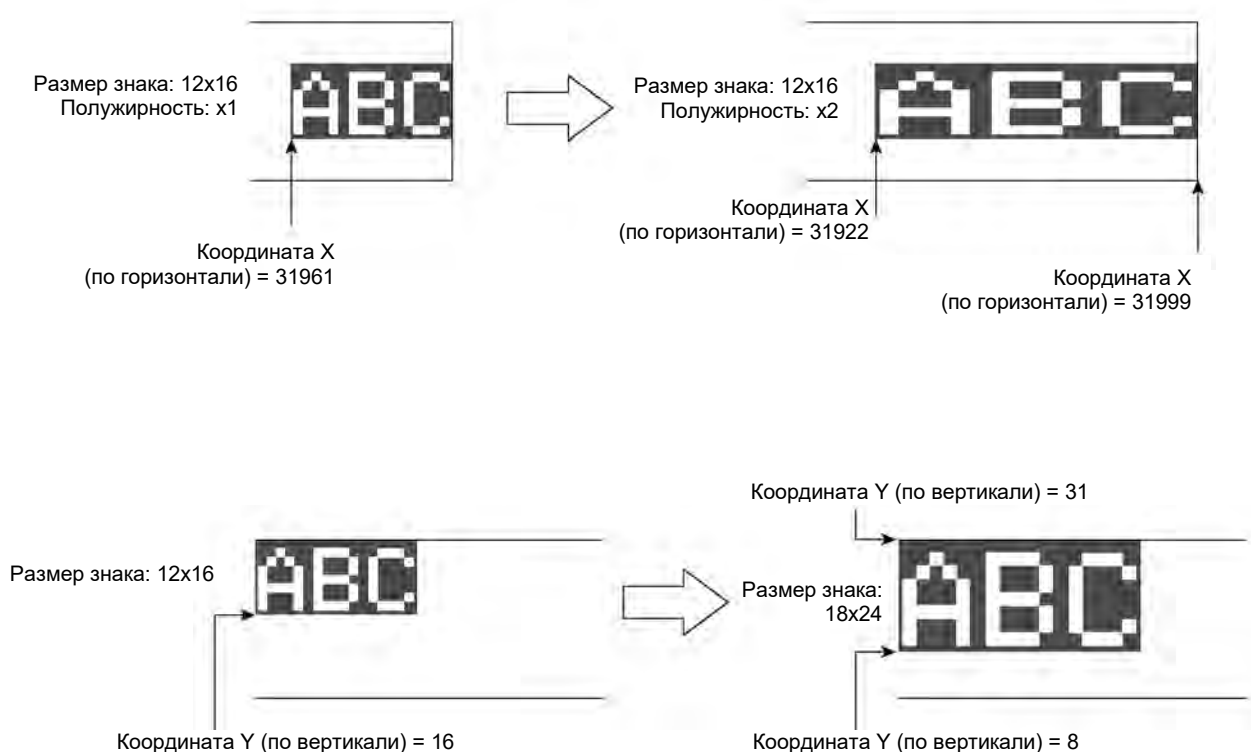 Размер знака: 12x16
Полужирность: x1
ABC
Размер знака: 12x16
Полужирность: x2
ABC
Координата X
(по горизонтали) = 31922
Координата X
(по горизонтали) = 31961
Координата X
(по горизонтали) = 31999
Координата Y (по вертикали) = 31
Размер знака: 12x16
ABC
Размер знака:
18x24
ABC
Координата Y (по вертикали) = 16
Координата Y (по вертикали) = 8